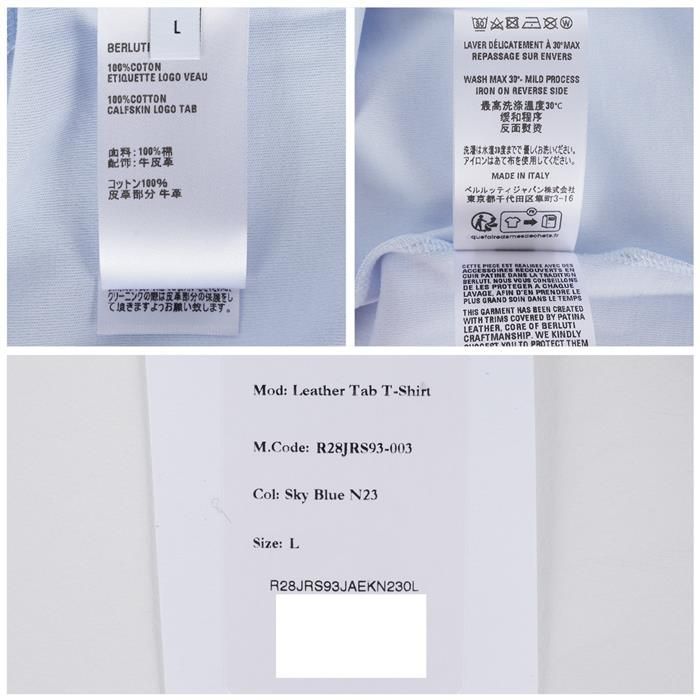 L
BERLUTI
100%COTON
ETIQUETTE LOGO VEAU
100%COTTON
CALFSKIN LOGO TAB
面料: 100%棉
配饰: 牛皮革
コットン100%
皮革部分 牛革
クリーニングの際は皮革部分の保護をし
て頂きますようお願い致します。
LAVER DÉLICATEMENT À 30°MAX
REPASSAGE SUR ENVERS
WASH MAX 30°- MILD PROCESS
IRON ON REVERSE SIDE
最高洗涤温度30℃
缓和程序
反面熨烫
洗濯は水温30度までで優しくお洗いください。
アイロンはあて布を使用してください。
MADE IN ITALY
ベルルッティジャパン株式会社
東京都千代田区隼町3-16
FR
quefairedemesdechets.fr
CETTE PIECE EST RÉALISÉE AVEC DES
ACCESSOIRES RECOUVERTS EN
CUIR PATINE DANS LA TRADITION
BERLUTI. NOUS VOUS CONSEILLONS
DE LES PROTÉGER A CHAQUE
LAVAGE, AFIN D'EN PRENDRE LE
PLUS GRAND SOIN DANS LE TEMPS
THIS GARMENT HAS BEEN CREATED
WITH TRIMS COVERED BY PATINA
LEATHER, CORE OF BERLUTI
CRAFTMANSHIP. WE KINDLY
SUGGEST YOU TO PROTECT THEM
Mod: Leather Tab T-Shirt
M.Code: R28JRS93-003
Col: Sky Blue N23
Size: L
R28JRS93JAEKN230L